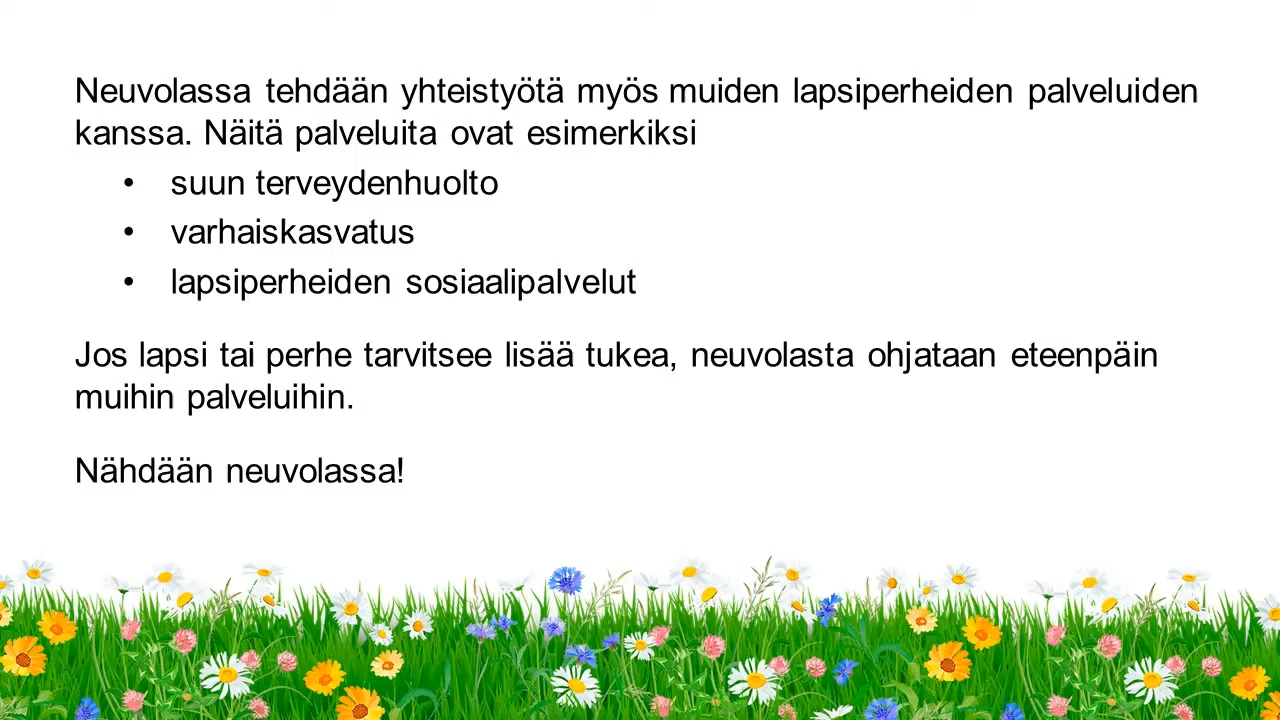 Neuvolassa tehdään yhteistyötä myös muiden lapsiperheiden palveluiden
kanssa. Näitä palveluita ovat esimerkiksi
• suun terveydenhuolto
• varhaiskasvatus
• lapsiperheiden sosiaalipalvelut
Jos lapsi tai perhe tarvitsee lisää tukea, neuvolasta ohjataan eteenpäin
muihin palveluihin.
Nähdään neuvolassa!